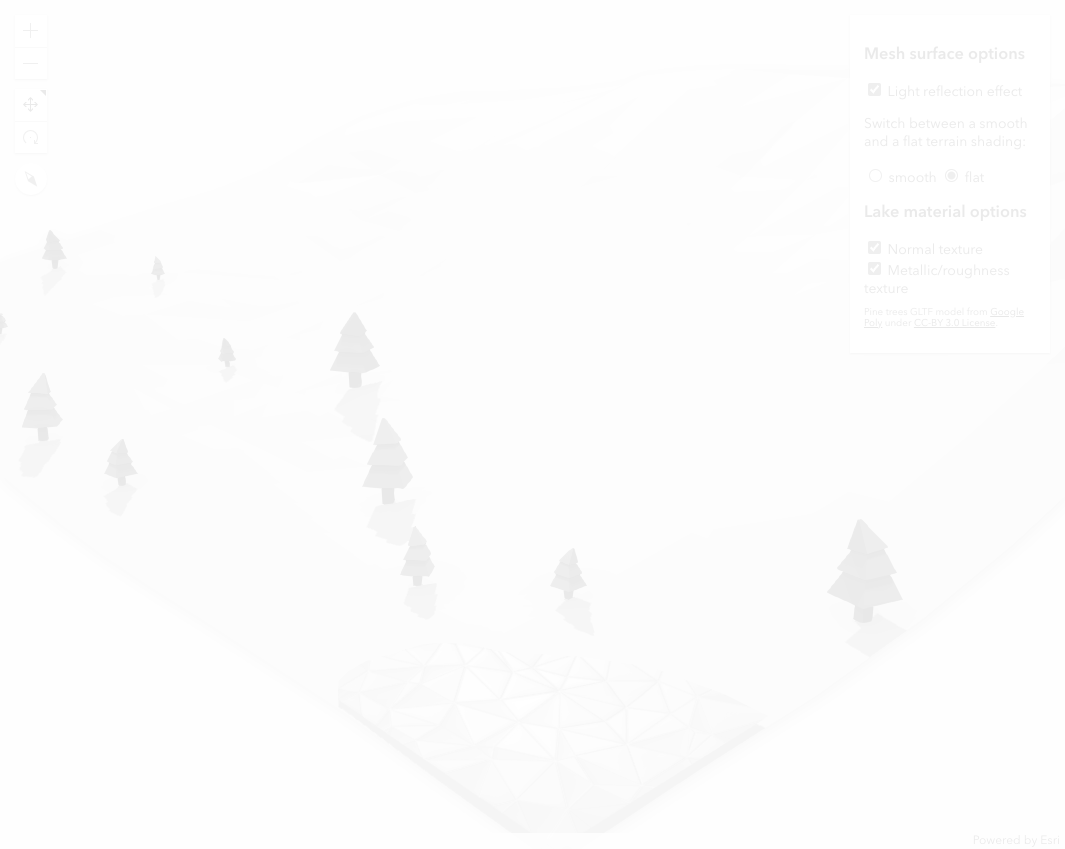 Mesh surface options
Light reflection effect
Switch between a smooth
and a flat terrain shading:
smooth flat
Lake material options
Normal texture
Metallic/roughness
texture
Pine trees GLTF model from Google
Poly under CC-BY 3.0 License
Powered by Esri